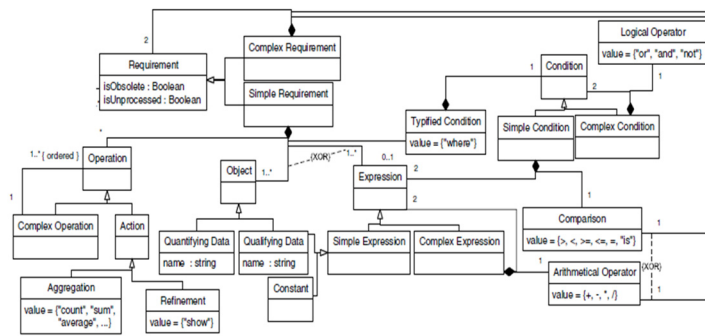 Logical Operator
value = {"or", "and", "not"}
2
Complex Requirement
Requirement
isObsolete : Boolean
isUnprocessed : Boolean
Simple Requirement
1
Condition
2
1
Typified Condition
value = {"where"}
Simple Condition
Complex Condition
*
1..* { ordered }
Operation
1
Object
1..*
{XOR}
1..*
0..1
Expression
2
2
1
Complex Operation
Action
Quantifying Data
name : string
Qualifying Data
name : string
Simple Expression
Complex Expression
Comparison
value = {>, <, >=, <=, =, "is"}
1
Constant
1
{XOR}
Aggregation
value = {"count", "sum",
"average", ...}
Refinement
value = {"show"}
Arithmetical Operator
value = {+, -, *, /}
1